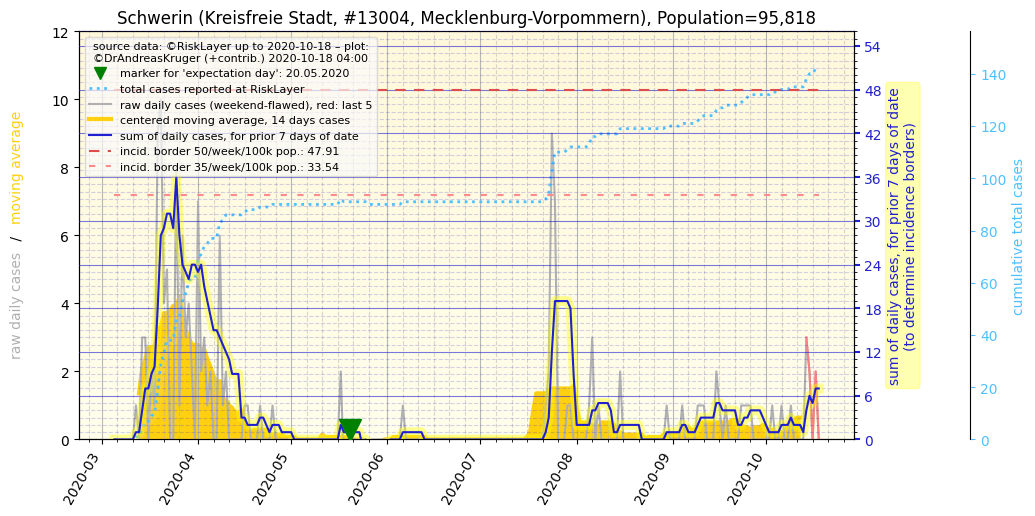 Schwerin (Kreisfreie Stadt, #13004, Mecklenburg-Vorpommern), Population=95,818
source data: ©RiskLayer up to 2020-10-18 – plot:
©DrAndreasKruger (+contrib.) 2020-10-18 04:00
marker for 'expectation day': 20.05.2020
total cases reported at RiskLayer
raw daily cases (weekend-flawed), red: last 5
centered moving average, 14 days cases
sum of daily cases, for prior 7 days of date
incid. border 50/week/100k pop.: 47.91
incid. border 35/week/100k pop.: 33.54
raw daily cases / moving average
12
10
8
6
4
2
0
2020-03
2020-04
2020-05
2020-06
2020-07
2020-08
2020-09
2020-10
54
48
42
36
30
24
18
12
6
0
sum of daily cases, for prior 7 days of date
(to determine incidence borders)
140
120
100
80
60
40
20
0
cumulative total cases